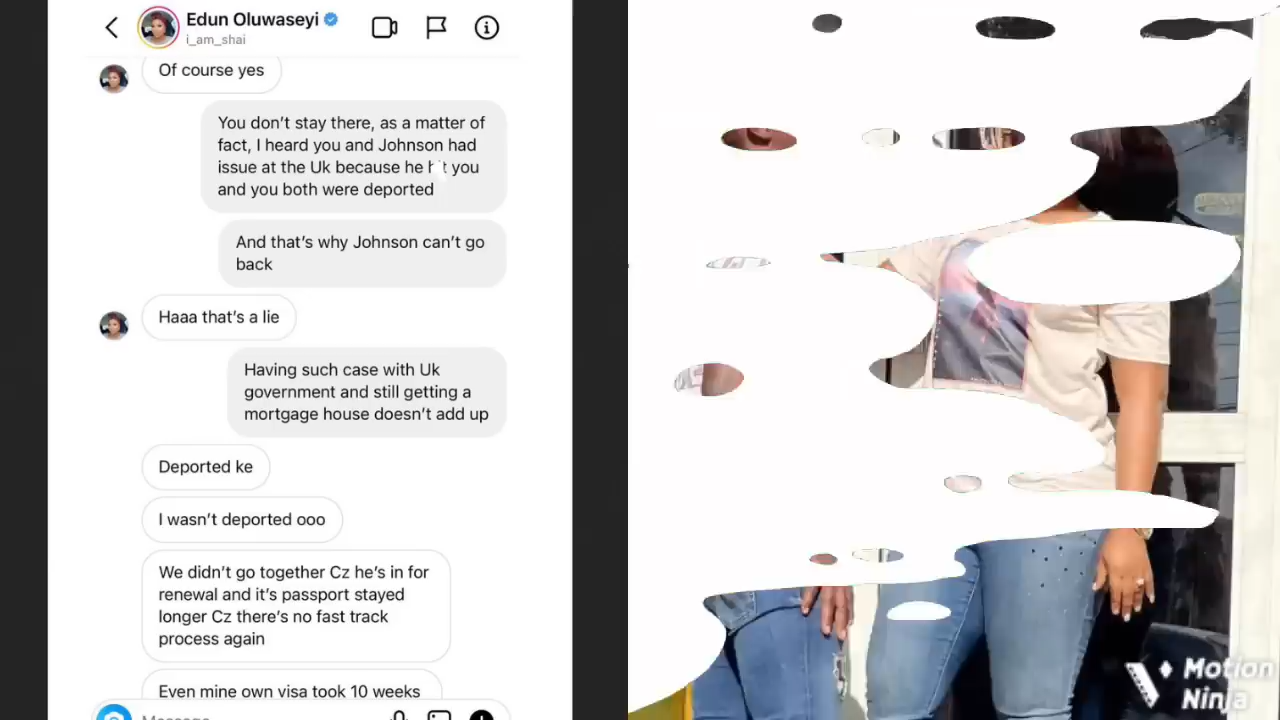 Edun Oluwaseyi
i_am_shai
Of course yes
You don't stay there, as a matter of
fact, I heard you and Johnson had
issue at the Uk because he hit you
and you both were deported
And that's why Johnson can't go
back
Haaa that's a lie
Having such case with Uk
government and still getting a
mortgage house doesn't add up
Deported ke
I wasn't deported ooo
We didn't go together Cz he's in for
renewal and it's passport stayed
longer Cz there's no fast track
process again
Even mine own visa took 10 weeks
Message...
Motion
Ninja